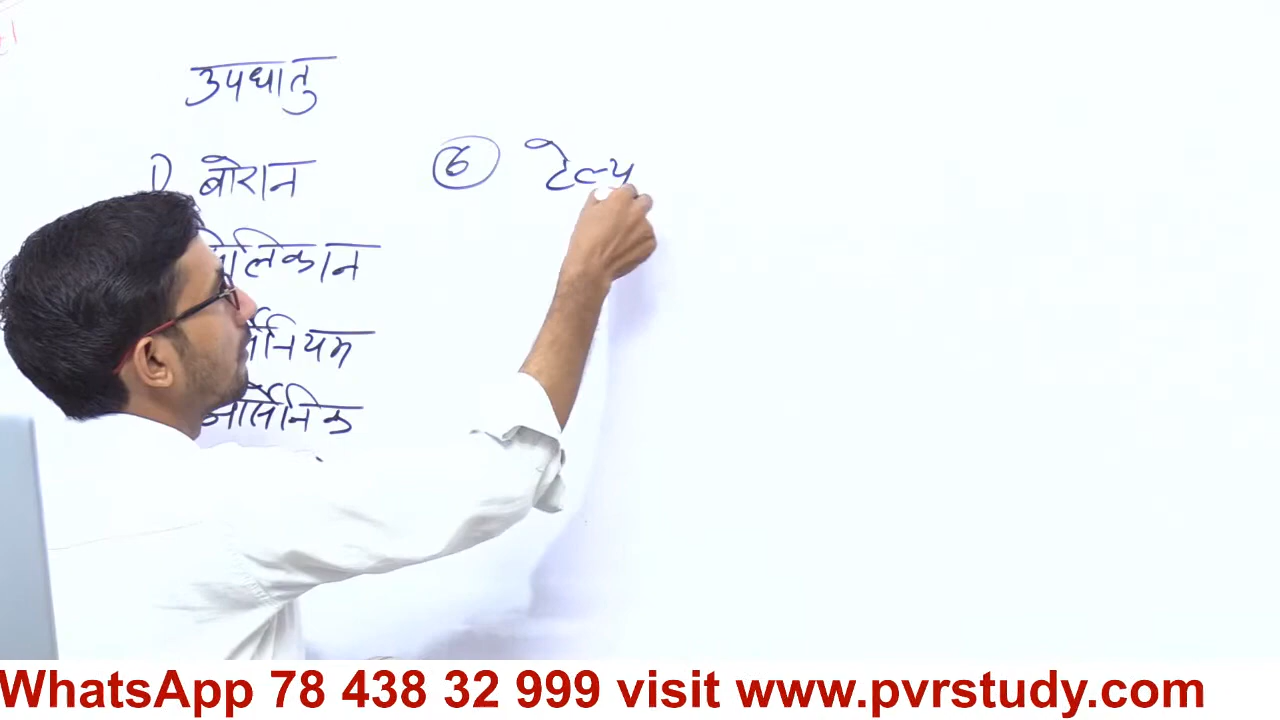 उपधातु
1) बोरान
सिलिकान
र्मेनियम
आर्सेनिक
⑥ टेल्यु
WhatsApp 78 438 32 999 visit www.pvrstudy.com